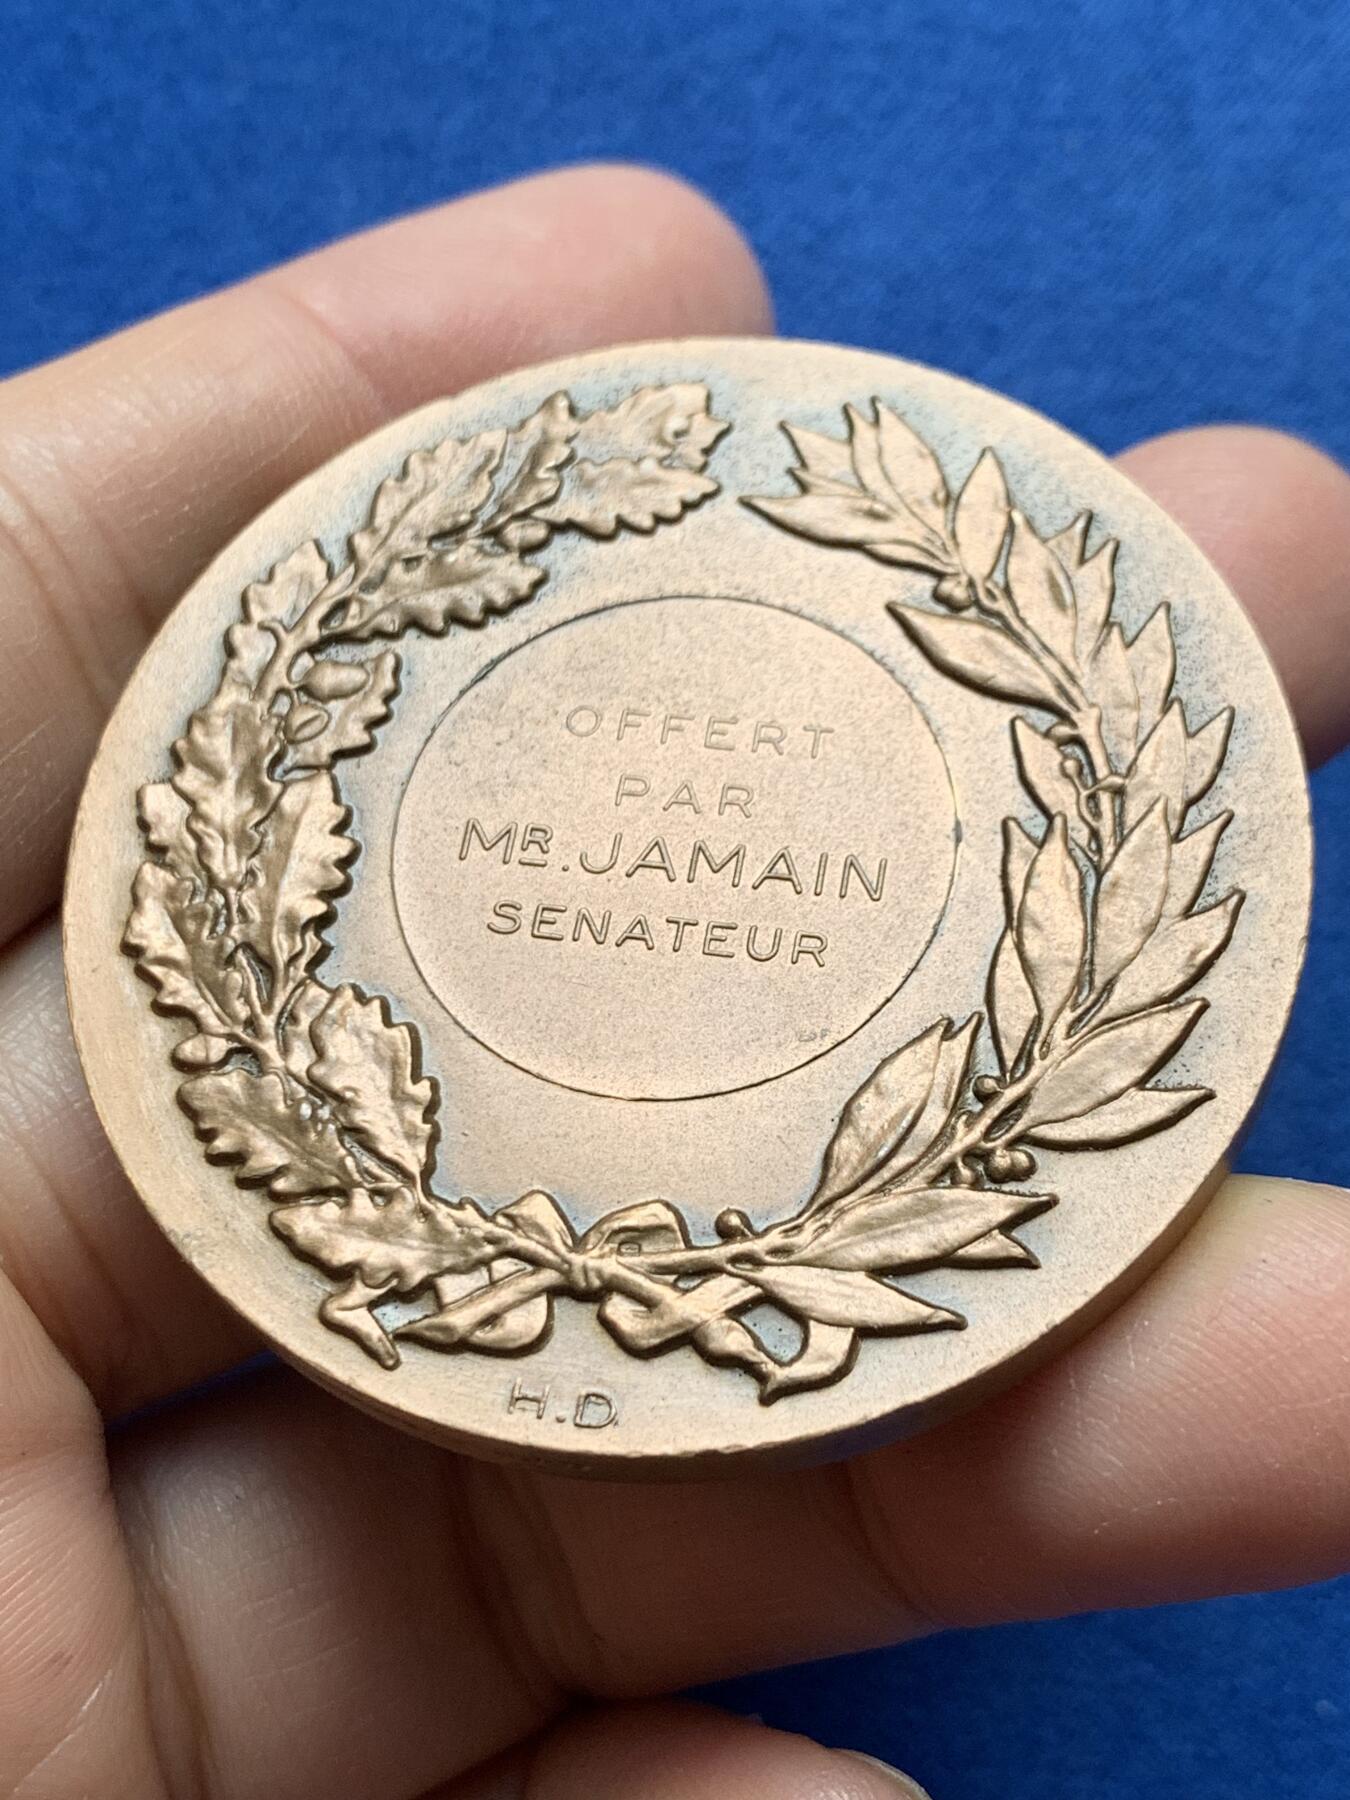 OFFERT
PAR
MR. JAMAIN
SENATEUR
H.D